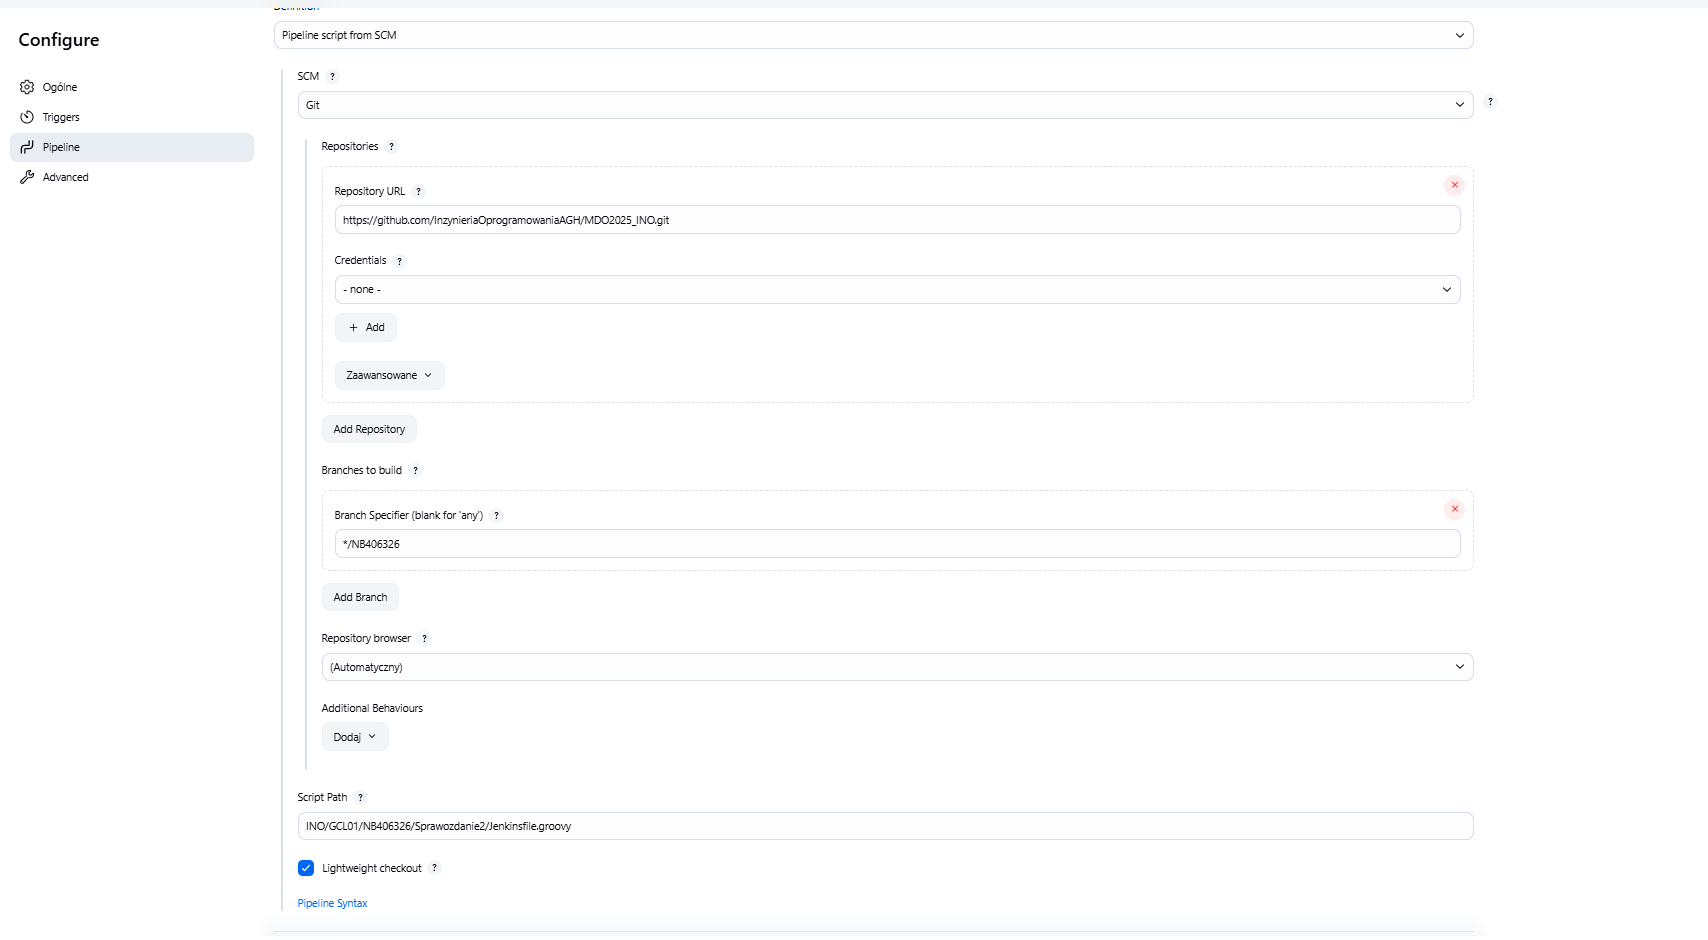 Definition
Configure
Pipeline script from SCM
Ogólne
Triggers
Pipeline
Advanced
SCM ?
Git
?
Repositories ?
Repository URL ?
https://github.com/InzynieriaOprogramowaniaAGH/MDO2025_INO.git
Credentials ?
- none -
+ Add
Zaawansowane
Add Repository
Branches to build ?
Branch Specifier (blank for 'any') ?
*/NB406326
Add Branch
Repository browser ?
(Automatyczny)
Additional Behaviours
Dodaj
Script Path ?
INO/GCL01/NB406326/Sprawozdanie2/Jenkinsfile.groovy
Lightweight checkout ?
Pipeline Syntax